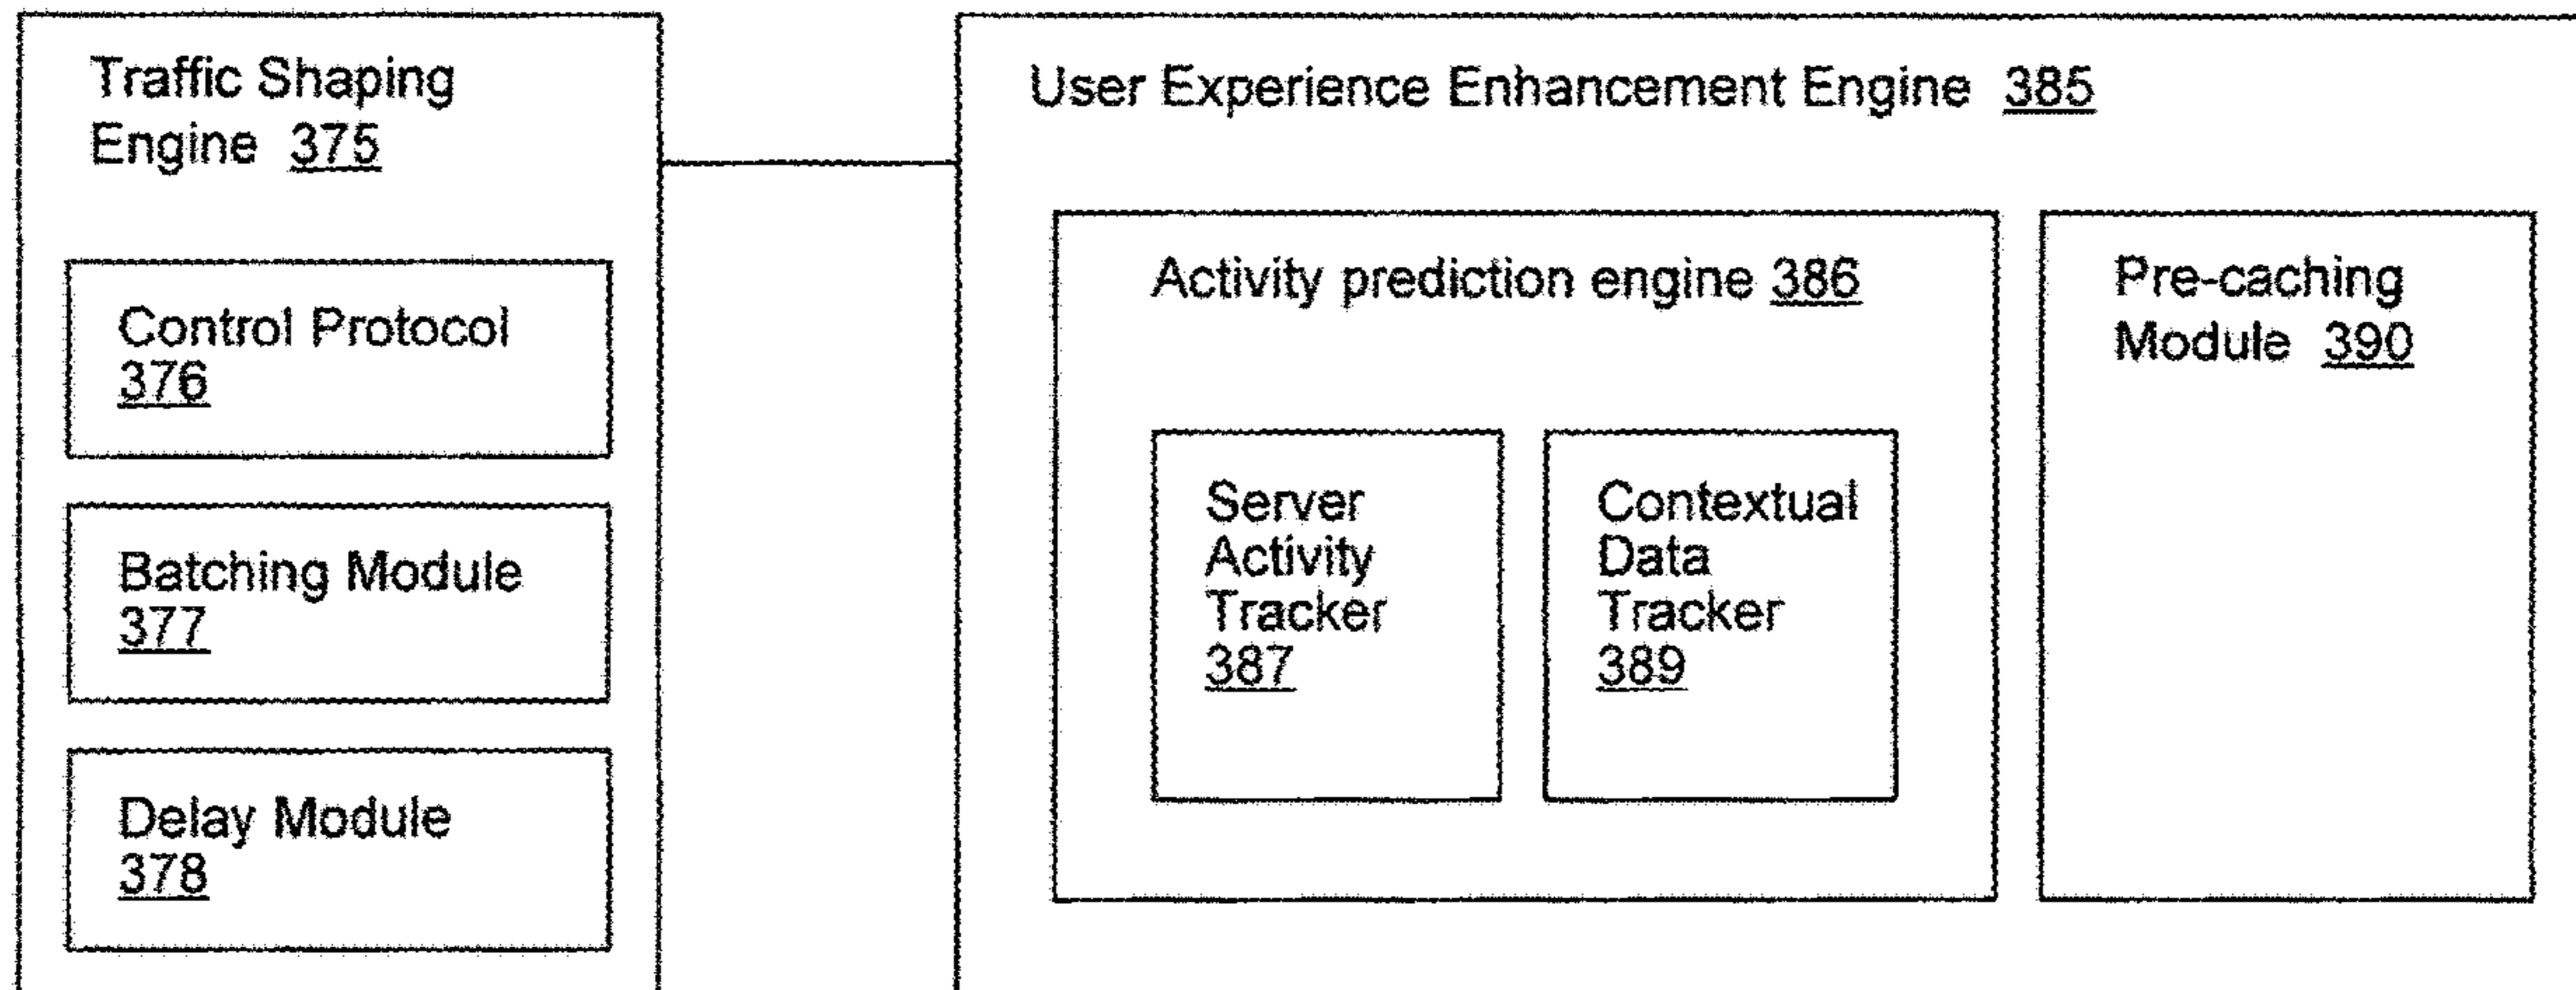 Traffic Shaping
Engine 375
Control Protocol
376
Batching Module
377
Delay Module
378
User Experience Enhancement Engine 385
Activity prediction engine 386
Server
Activity
Tracker
387
Contextual
Data
Tracker
389
Pre-caching
Module 390